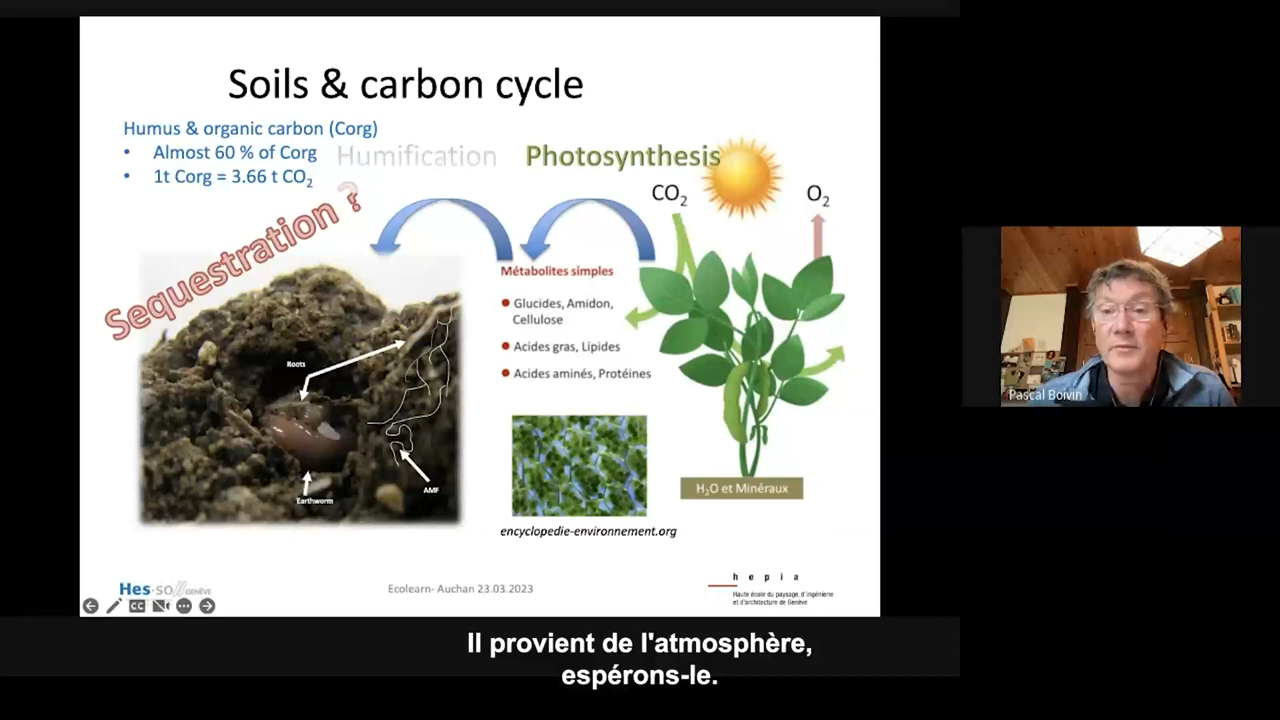 Soils & carbon cycle
Humus & organic carbon (Corg)
• Almost 60 % of Corg
• 1t Corg = 3.66 t CO₂
Humification
Photosynthesis
CO₂
O₂
Sequestration ?
Métabolites simples
Glucides, Amidon,
Cellulose
Acides gras, Lipides
Acides aminés, Protéines
Roots
Earthworm
AMF
H₂O et Minéraux
encyclopedie-environnement.org
Hes·so// GENÈVE
Ecolearn- Auchan 23.03.2023
h e p i a
Haute école du paysage, d'ingénierie
et d'architecture de Genève
CC
Pascal Boivin
Il provient de l'atmosphère,
espérons-le.